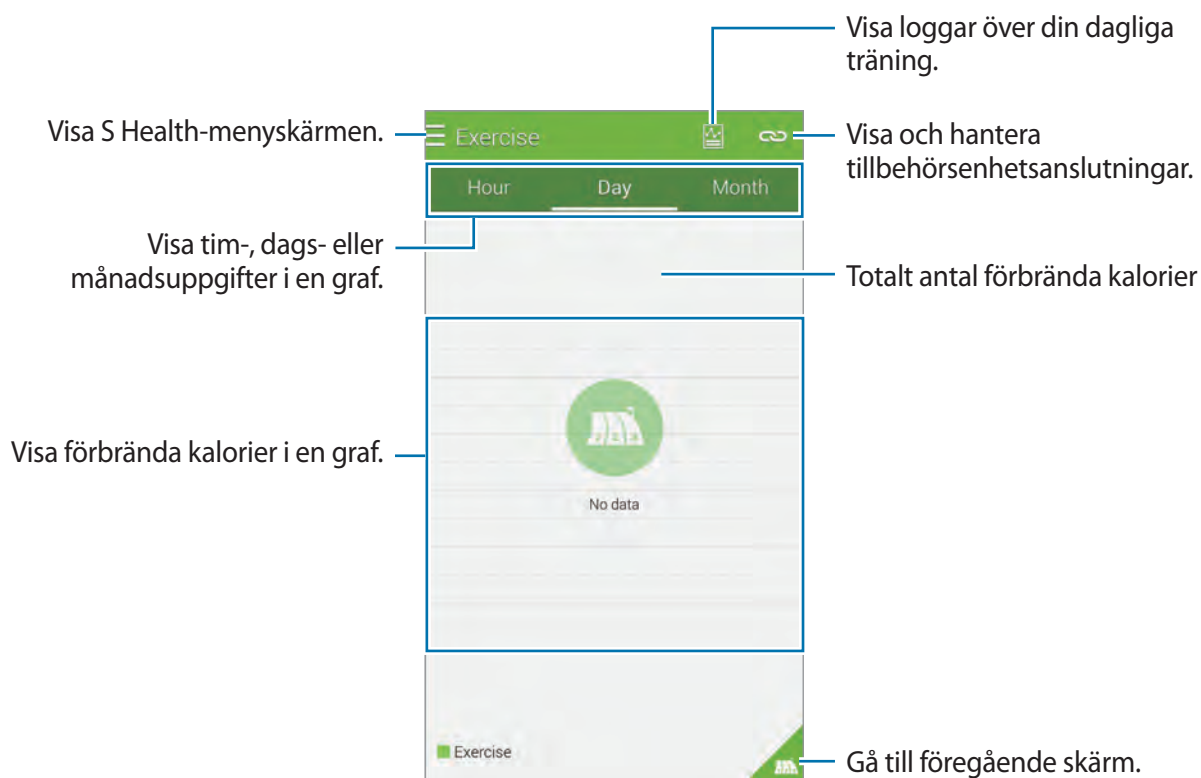 Visa loggar över din dagliga
träning.
Visa S Health-menyskärmen.
Exercise
Visa och hantera
tillbehörsenhetsanslutningar.
Hour Day Month
Visa tim-, dags- eller
månadsuppgifter i en graf.
Totalt antal förbrända kalorier
Visa förbrända kalorier i en graf.
No data
Exercise
Gå till föregående skärm.